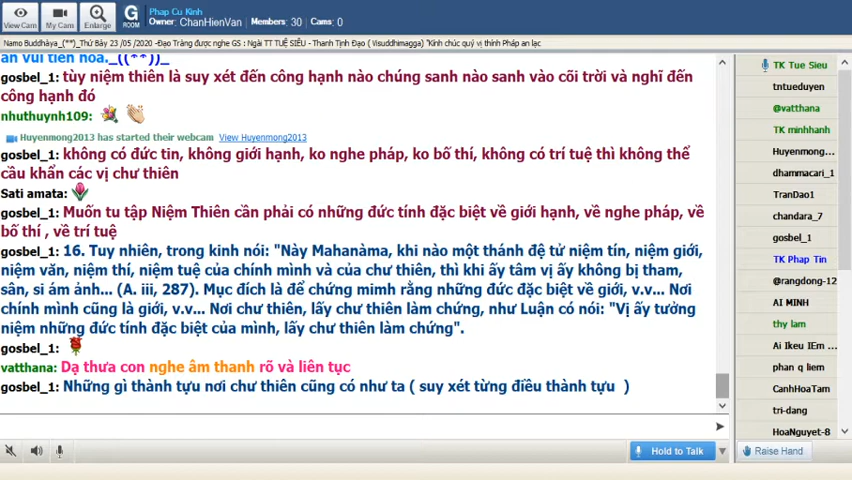 View Cam
My Cam
Enlarge
G ROOM
Phap Cu Kinh
Owner: ChanHienVan Members: 30 Cams: 0
Namo Buddhàya_(**)_Thứ Bảy 23 /05 /2020 -Đạo Tràng được nghe GS : Ngài TT TUỆ SIÊU - Thanh Tịnh Đạo ( Visuddhimagga) "Kính chúc quý vị thính Pháp an lạc
an vui tiến hóa._((**))_
gosbel_1: tùy niệm thiên là suy xét đến công hạnh nào chúng sanh nào sanh vào cõi trời và nghĩ đến
công hạnh đó
nhuthuynh109:
Huyenmong2013 has started their webcam View Huyenmong2013
gosbel_1: không có đức tin, không giới hạnh, ko nghe pháp, ko bố thí, không có trí tuệ thì không thể
cầu khẩn các vị chư thiên
Sati amata:
gosbel_1: Muốn tu tập Niệm Thiên cần phải có những đức tính đặc biệt về giới hạnh, về nghe pháp, về
bố thí , về trí tuệ
gosbel_1: 16. Tuy nhiên, trong kinh nói: "Này Mahanàma, khi nào một thánh đệ tử niệm tín, niệm giới,
niệm văn, niệm thí, niệm tuệ của chính mình và của chư thiên, thì khi ấy tâm vị ấy không bị tham,
sân, si ám ảnh... (A. iii, 287). Mục đích là để chứng mimh rằng những đức đặc biệt về giới, v.v... Nơi
chính mình cũng là giới, v.v... Nơi chư thiên, lấy chư thiên làm chứng, như Luận có nói: "Vị ấy tưởng
niệm những đức tính đặc biệt của mình, lấy chư thiên làm chứng".
gosbel_1:
vatthana: Dạ thưa con nghe âm thanh rõ và liên tục
gosbel_1: Những gì thành tựu nơi chư thiên cũng có như ta ( suy xét từng điều thành tựu )
Hold to Talk
TK Tue Sieu
tntueduyen
@vatthana
TK minhhanh
Huyenmong...
dhammacari_1
TranDao1
chandara_7
gosbel_1
TK Phap Tin
@rangdong-12
AI MINH
thy lam
Ai Ikeu IEm ...
phan q liem
CanhHoaTam
tri-dang
HoaNguyet-8
Raise Hand